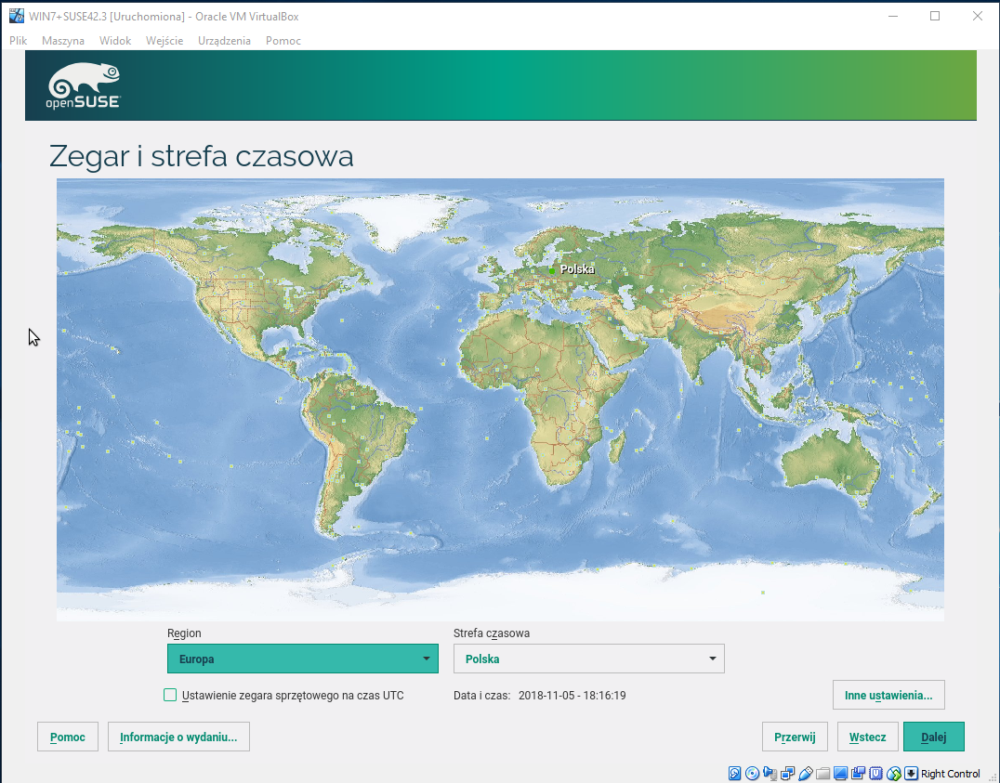 WIN7+SUSE42.3 [Uruchomiona] - Oracle VM VirtualBox
Plik Maszyna Widok Wejście Urządzenia Pomoc
openSUSE
Zegar i strefa czasowa
Polska
Region Strefa czasowa
Europa Polska
Ustawienie zegara sprzętowego na czas UTC Data i czas: 2018-11-05 - 18:16:19 Inne ustawienia...
Pomoc Informacje o wydaniu... Przerwij Wstecz Dalej
Right Control